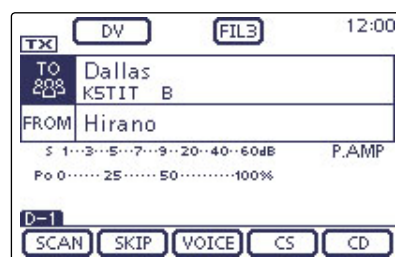 DV FIL3 12:00
TX
TO Dallas
K5TIT B
FROM Hirano
S 1···3···5···7···9··20··40··60dB P.AMP
Po 0······25······50·········100%
D-1
SCAN SKIP VOICE CS CD